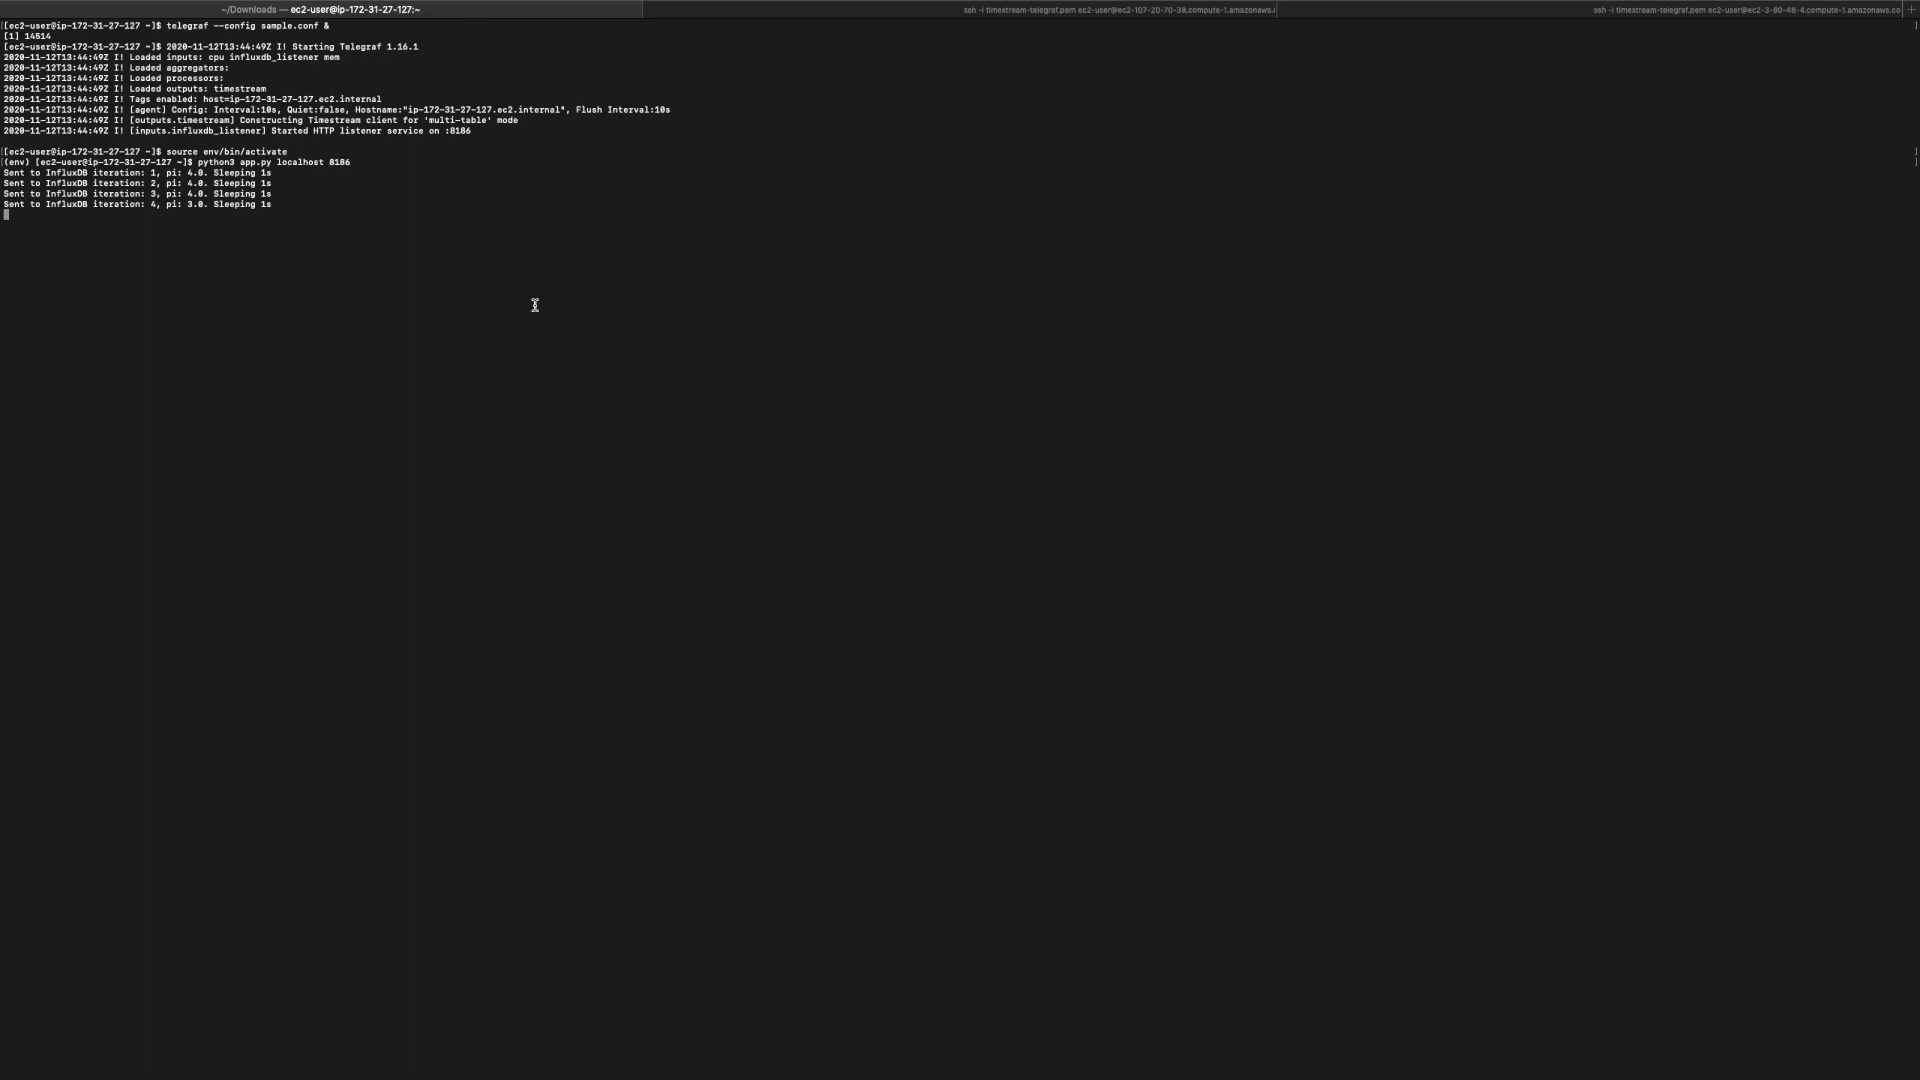 ~/Downloads — ec2-user@ip-172-31-27-127:~
ssh -i timestream-telegraf.pem ec2-user@ec2-107-20-70-38.compute-1.amazonaws.
ssh -i timestream-telegraf.pem ec2-user@ec2-3-80-48-4.compute-1.amazonaws.co
[ec2-user@ip-172-31-27-127 ~]$ telegraf --config sample.conf &
[1] 14514
[ec2-user@ip-172-31-27-127 ~]$ 2020-11-12T13:44:49Z I! Starting Telegraf 1.16.1
2020-11-12T13:44:49Z I! Loaded inputs: cpu influxdb_listener mem
2020-11-12T13:44:49Z I! Loaded aggregators:
2020-11-12T13:44:49Z I! Loaded processors:
2020-11-12T13:44:49Z I! Loaded outputs: timestream
2020-11-12T13:44:49Z I! Tags enabled: host=ip-172-31-27-127.ec2.internal
2020-11-12T13:44:49Z I! [agent] Config: Interval:10s, Quiet:false, Hostname:"ip-172-31-27-127.ec2.internal", Flush Interval:10s
2020-11-12T13:44:49Z I! [outputs.timestream] Constructing Timestream client for 'multi-table' mode
2020-11-12T13:44:49Z I! [inputs.influxdb_listener] Started HTTP listener service on :8186
[ec2-user@ip-172-31-27-127 ~]$ source env/bin/activate
(env) [ec2-user@ip-172-31-27-127 ~]$ python3 app.py localhost 8186
Sent to InfluxDB iteration: 1, pi: 4.0. Sleeping 1s
Sent to InfluxDB iteration: 2, pi: 4.0. Sleeping 1s
Sent to InfluxDB iteration: 3, pi: 4.0. Sleeping 1s
Sent to InfluxDB iteration: 4, pi: 3.0. Sleeping 1s